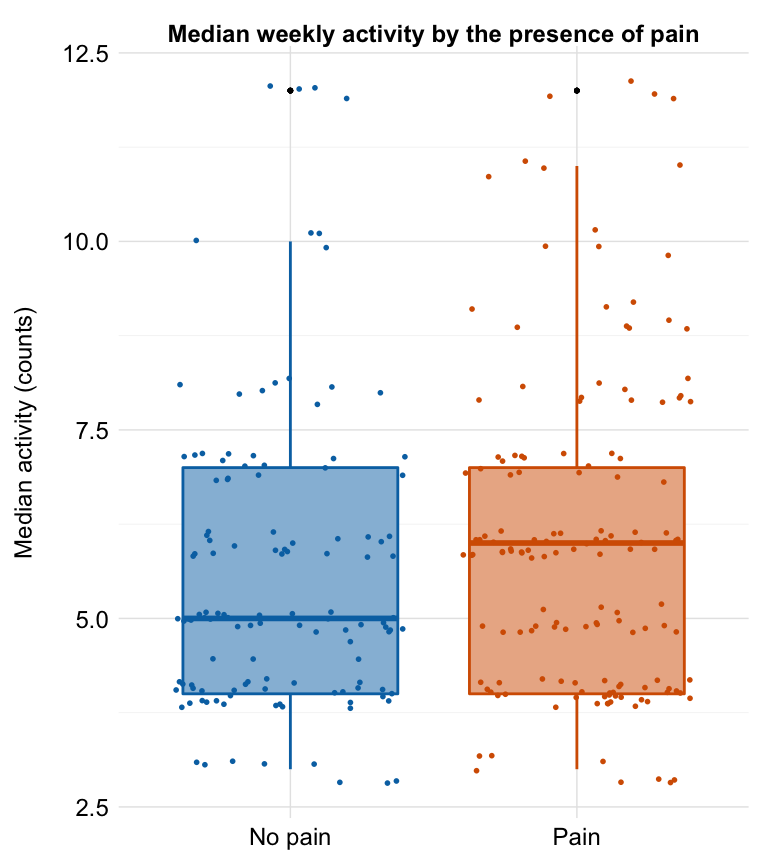 Median weekly activity by the presence of pain
12.5
10.0
7.5
5.0
2.5
Median activity (counts)
No pain
Pain